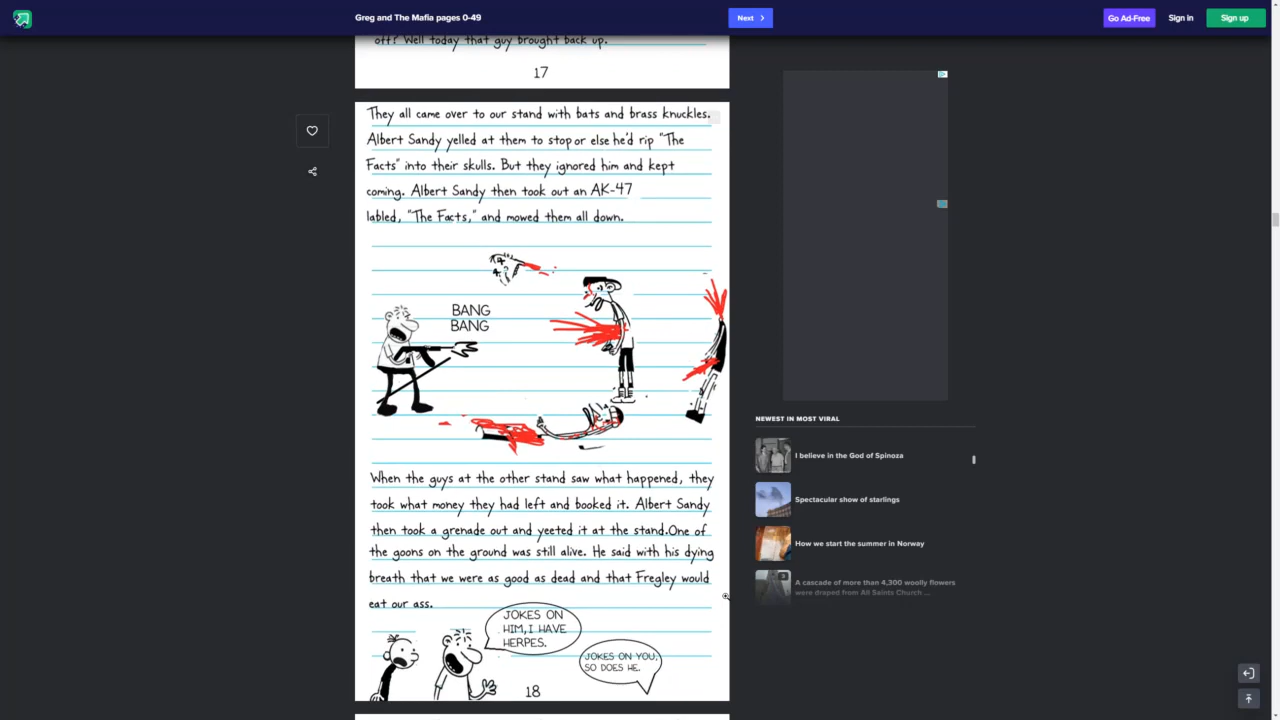 Greg and The Mafia pages 0-49
Next
Go Ad-Free
Sign in
Sign up
off? Well today that guy brought back up.
17
They all came over to our stand with bats and brass knuckles.
Albert Sandy yelled at them to stop or else he'd rip "The
Facts" into their skulls. But they ignored him and kept
coming. Albert Sandy then took out an AK-47
labled, "The Facts," and mowed them all down.
BANG
BANG
When the guys at the other stand saw what happened, they
took what money they had left and booked it. Albert Sandy
then took a grenade out and yeeted it at the stand.One of
the goons on the ground was still alive. He said with his dying
breath that we were as good as dead and that Fregley would
eat our ass.
JOKES ON
HIM, I HAVE
HERPES.
JOKES ON YOU,
SO DOES HE.
18
NEWEST IN MOST VIRAL
I believe in the God of Spinoza
Spectacular show of starlings
How we start the summer in Norway
A cascade of more than 4,300 woolly flowers
were draped from All Saints Church ...